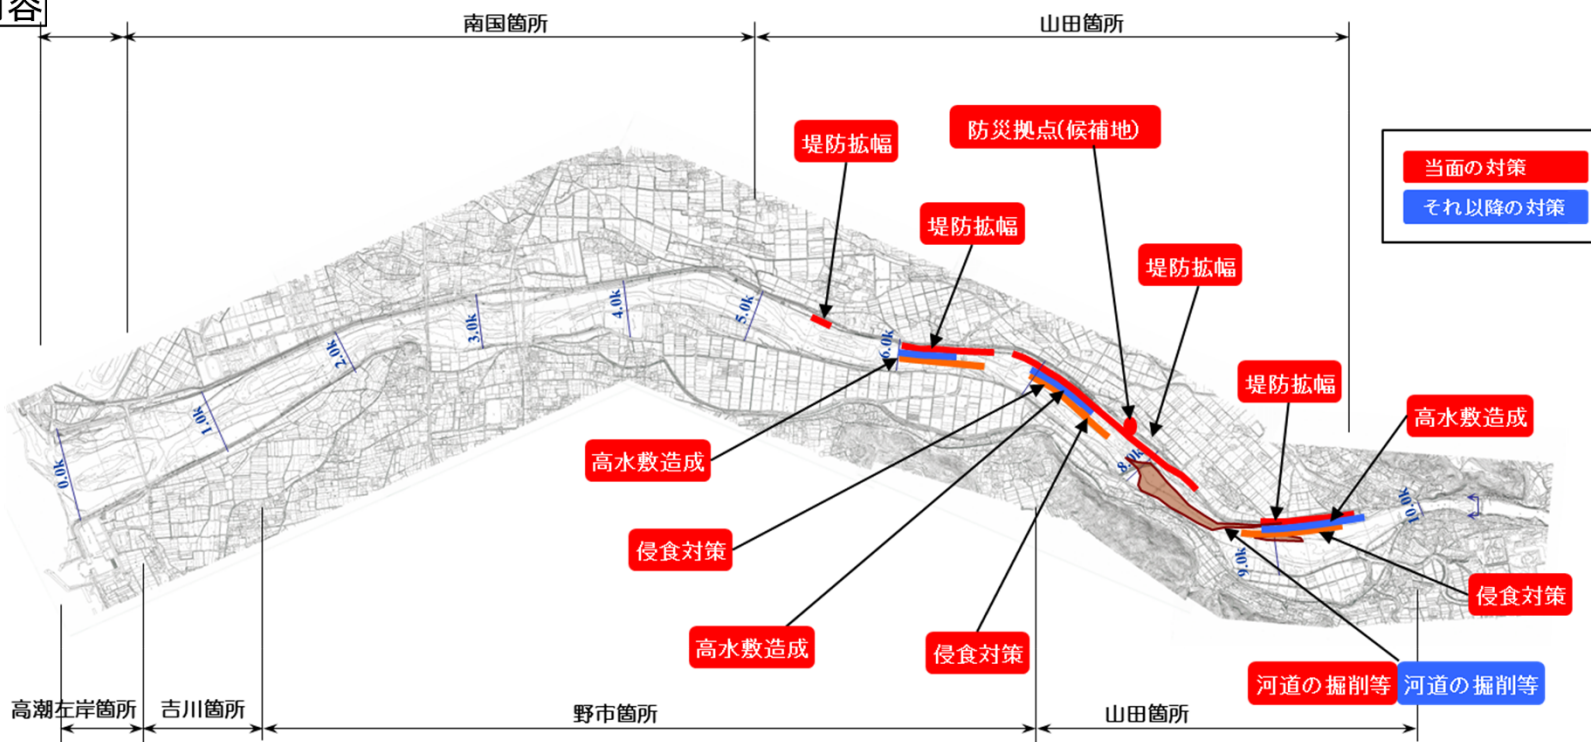 南国箇所
山田箇所
堤防拡幅
防災拠点(候補地)
堤防拡幅
堤防拡幅
堤防拡幅
高水敷造成
当面の対策
それ以降の対策
0.0k
1.0k
2.0k
3.0k
4.0k
5.0k
6.0k
9.0k
10.0k
高水敷造成
侵食対策
高水敷造成
侵食対策
侵食対策
河道の掘削等
河道の掘削等
高潮左岸箇所
吉川箇所
野市箇所
山田箇所